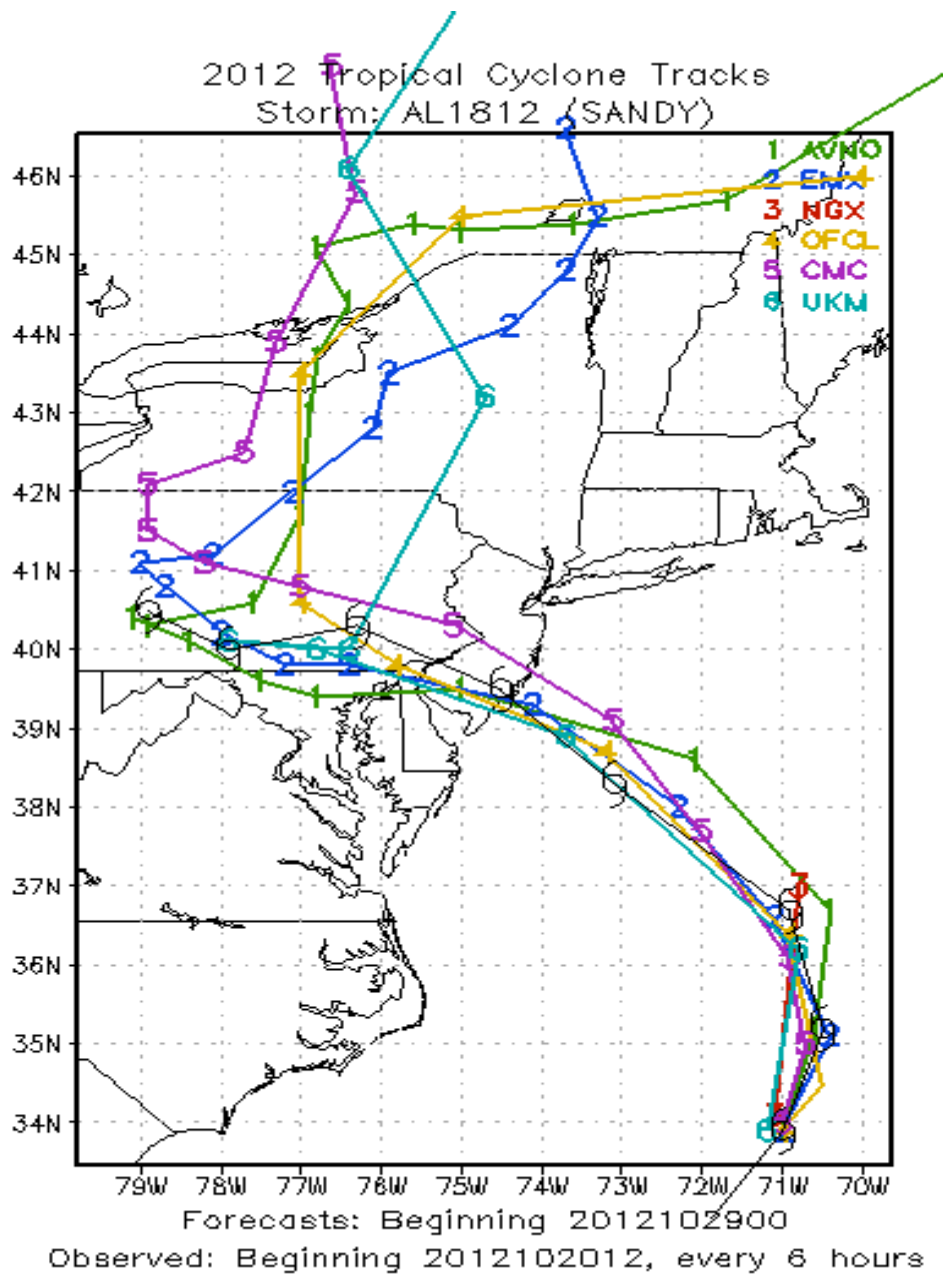 2012 Tropical Cyclone Tracks
Storm: AL1812 (SANDY)
1 AVNO
2 EMX
3 NGX
4 OFCL
5 CMC
6 UKM
46N
45N
44N
43N
42N
41N
40N
39N
38N
37N
36N
35N
34N
79W 78W 77W 76W 75W 74W 73W 72W 71W 70W
Forecasts: Beginning 2012102900
Observed: Beginning 2012102012, every 6 hours